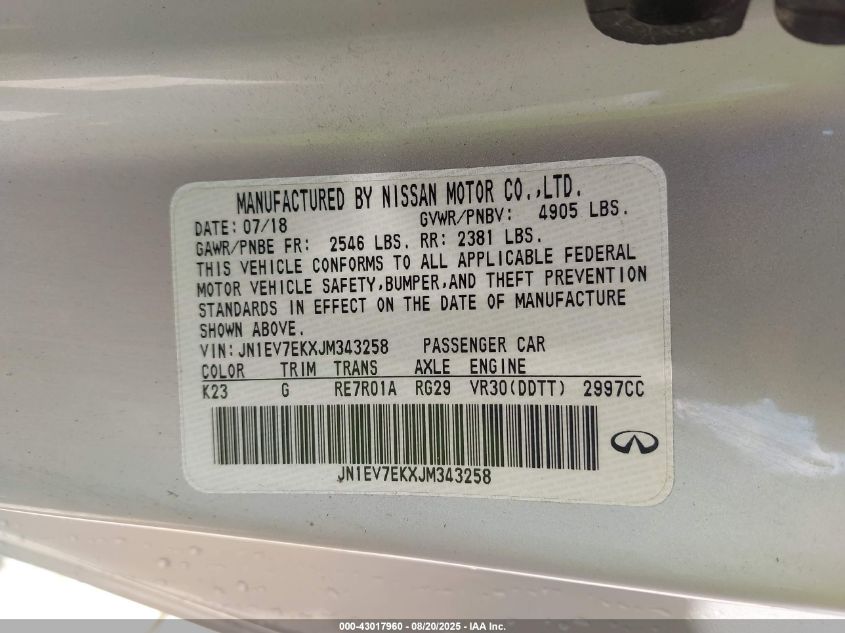 MANUFACTURED BY NISSAN MOTOR CO.,LTD.
DATE: 07/18 GVWR/PNBV: 4905 LBS.
GAWR/PNBE FR: 2546 LBS. RR: 2381 LBS.
THIS VEHICLE CONFORMS TO ALL APPLICABLE FEDERAL
MOTOR VEHICLE SAFETY,BUMPER,AND THEFT PREVENTION
STANDARDS IN EFFECT ON THE DATE OF MANUFACTURE
SHOWN ABOVE.
VIN:JN1EV7EKXJM343258 PASSENGER CAR
COLOR TRIM TRANS AXLE ENGINE
K23 G RE7R01A RG29 VR30(DDTT) 2997CC
JN1EV7EKXJM343258
000-43017960 - 08/20/2025 - IAA Inc.